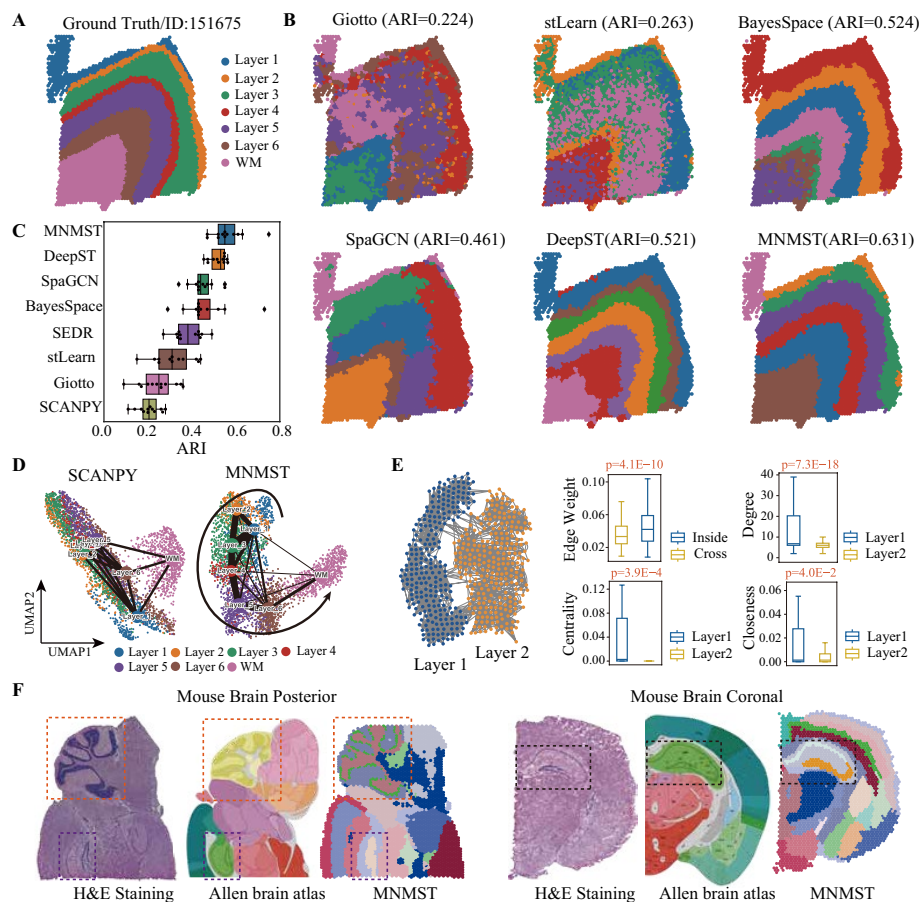 A
Ground Truth/ID:151675
Layer 1
Layer 2
Layer 3
Layer 4
Layer 5
Layer 6
WM
B
Giotto (ARI=0.224)
stLearn (ARI=0.263)
BayesSpace (ARI=0.524)
SpaGCN (ARI=0.461)
DeepST(ARI=0.521)
MNMST(ARI=0.631)
C
MNMST
DeepST
SpaGCN
BayesSpace
SEDR
stLearn
Giotto
SCANPY
0.0 0.2 0.4 0.6 0.8
ARI
D
SCANPY
MNMST
WM
WM
UMAP2
UMAP1
Layer 1 Layer 2 Layer 3 Layer 4
Layer 5 Layer 6 WM
E
Layer 1 Layer 2
p=4.1E−10
Edge Weight
0.12
0.08
0.04
Inside
Cross
p=7.3E−18
Degree
40
30
20
10
0
Layer1
Layer2
p=3.9E−4
Centrality
0.12
0.08
0.04
0.00
Layer1
Layer2
p=4.0E−2
Closeness
0.06
0.04
0.02
0.00
Layer1
Layer2
F
Mouse Brain Posterior
Mouse Brain Coronal
H&E Staining
Allen brain atlas
MNMST
H&E Staining
Allen brain atlas
MNMST